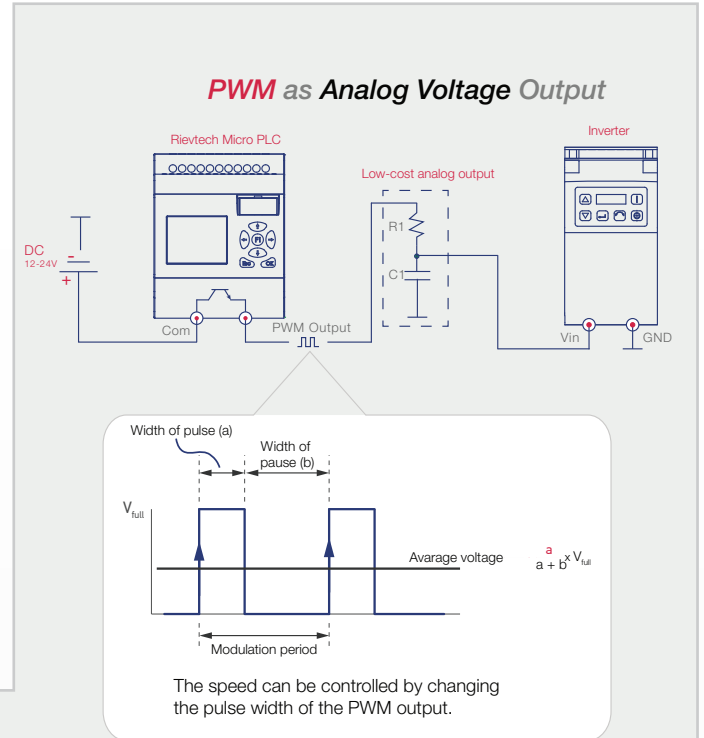 PWM as Analog Voltage Output
Rievtech Micro PLC
Inverter
Low-cost analog output
R1
C1
DC
12-24V
-
+
Esc
OK
Com
PWM Output
Vin
GND
Width of pulse (a)
Width of
pause (b)
Vfull
Avarage voltage
a
a + b x Vfull
Modulation period
The speed can be controlled by changing
the pulse width of the PWM output.